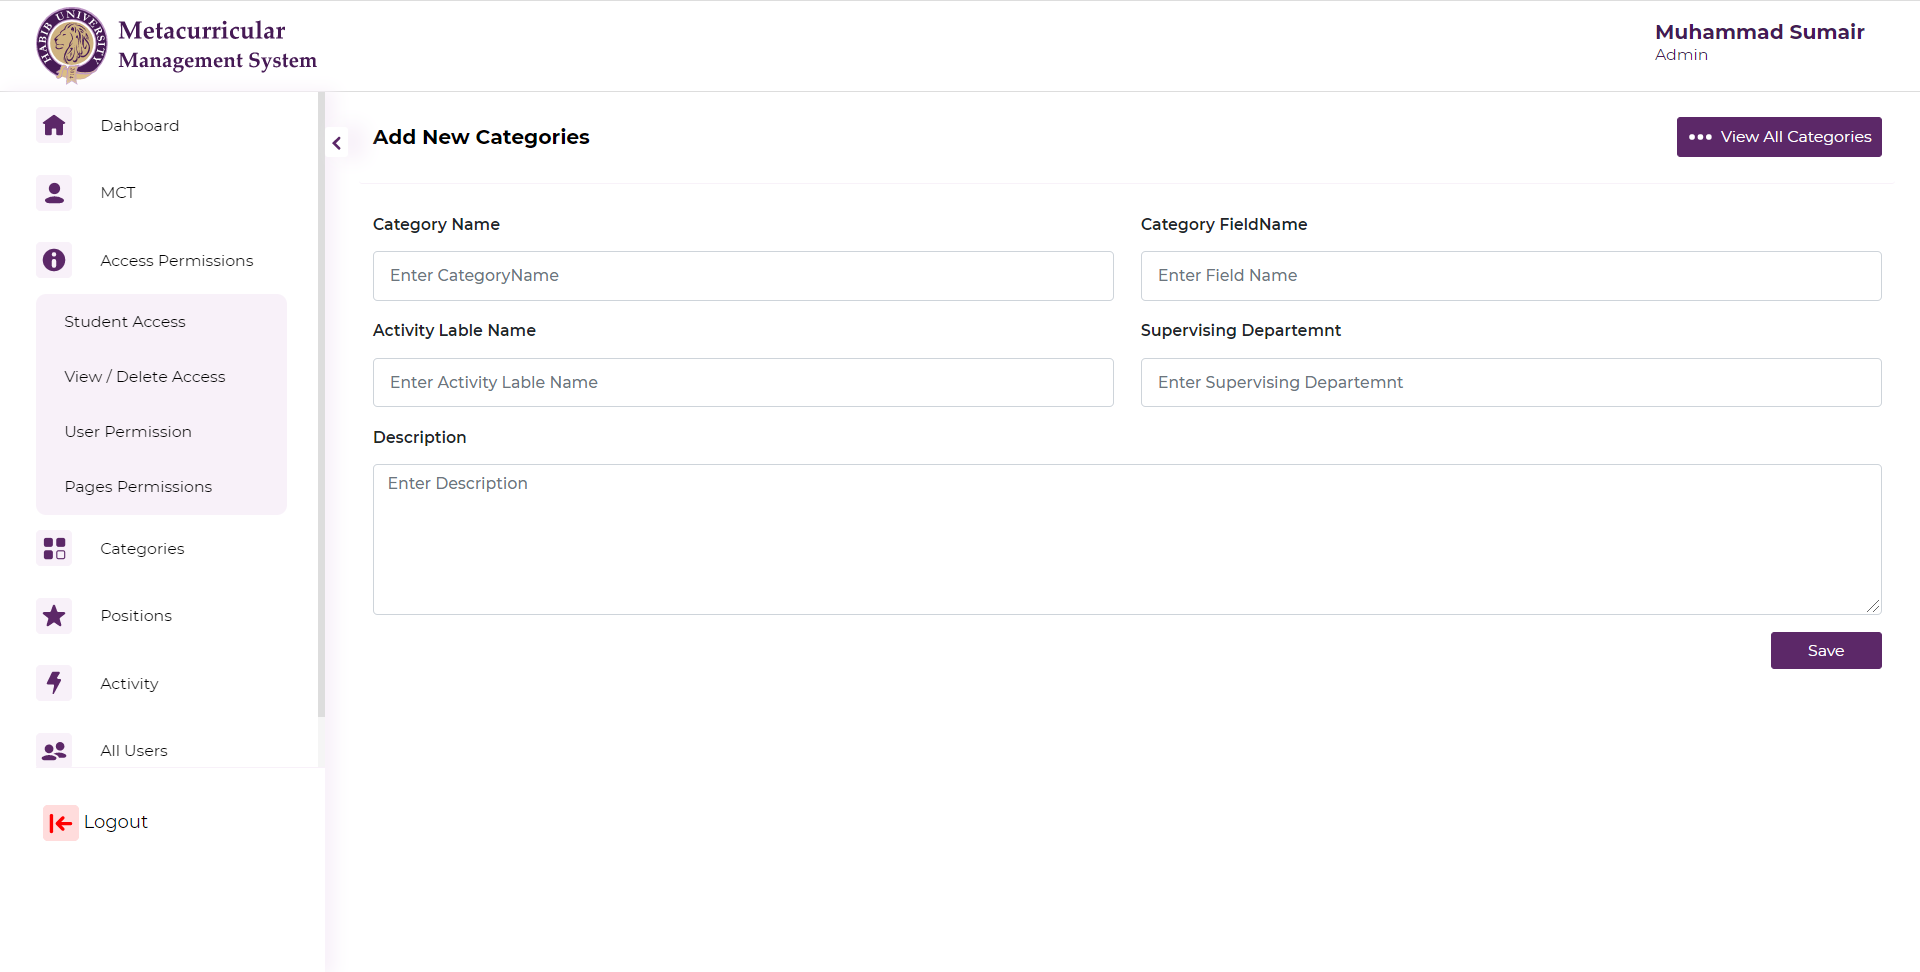 HABIB UNIVERSITY
Metacurricular
Management System
Muhammad Sumair
Admin
Dahboard
MCT
Access Permissions
Student Access
View / Delete Access
User Permission
Pages Permissions
Categories
Positions
Activity
All Users
Logout
Add New Categories
View All Categories
Category Name
Category FieldName
Enter CategoryName
Enter Field Name
Activity Lable Name
Supervising Departemnt
Enter Activity Lable Name
Enter Supervising Departemnt
Description
Enter Description
Save